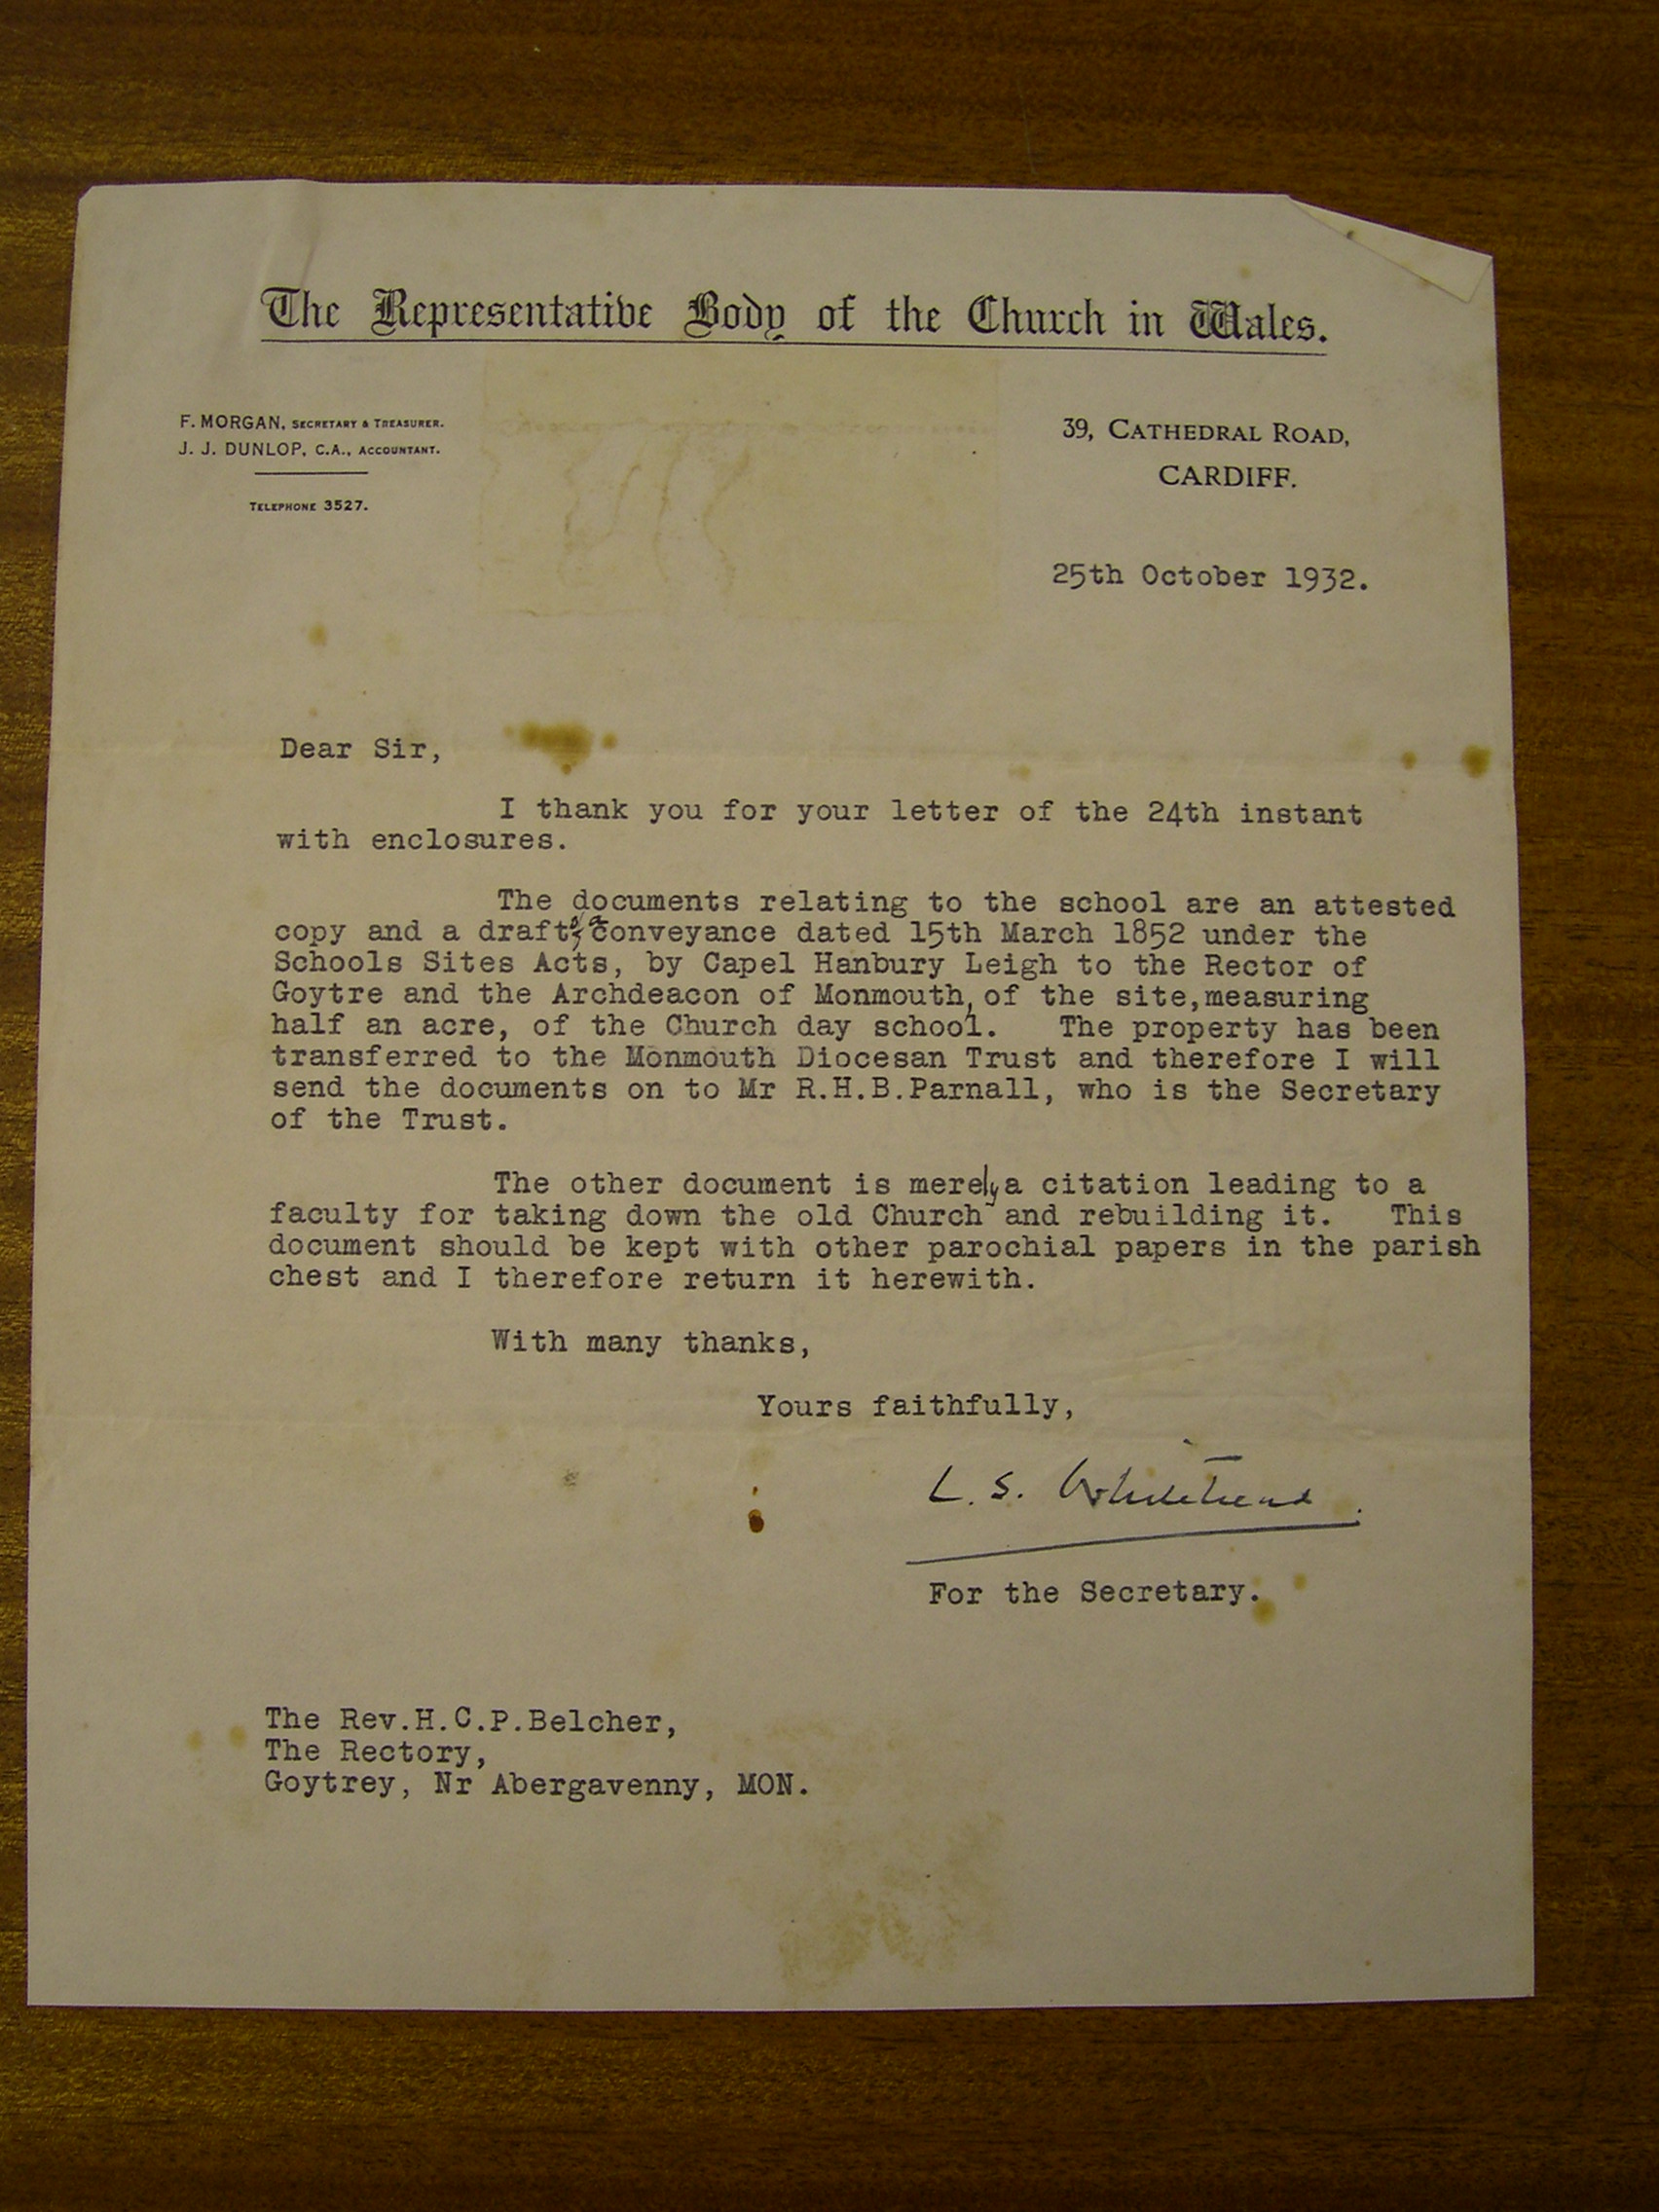 The Representative Body of the Church in Wales.
F. MORGAN, SECRETARY & TREASURER.
J. J. DUNLOP, C.A., ACCOUNTANT.
TELEPHONE 3527.
39, CATHEDRAL ROAD,
CARDIFF.
25th October 1932.
Dear Sir,
I thank you for your letter of the 24th instant
with enclosures.
The documents relating to the school are an attested
copy and a draft of a conveyance dated 15th March 1852 under the
Schools Sites Acts, by Capel Hanbury Leigh to the Rector of
Goytre and the Archdeacon of Monmouth, of the site, measuring
half an acre, of the Church day school. The property has been
transferred to the Monmouth Diocesan Trust and therefore I will
send the documents on to Mr R.H.B.Parnall, who is the Secretary
of the Trust.
The other document is merely a citation leading to a
faculty for taking down the old Church and rebuilding it. This
document should be kept with other parochial papers in the parish
chest and I therefore return it herewith.
With many thanks,
Yours faithfully,
L. S. Whitehead.
For the Secretary.
The Rev.H.C.P.Belcher,
The Rectory,
Goytrey, Nr Abergavenny, MON.